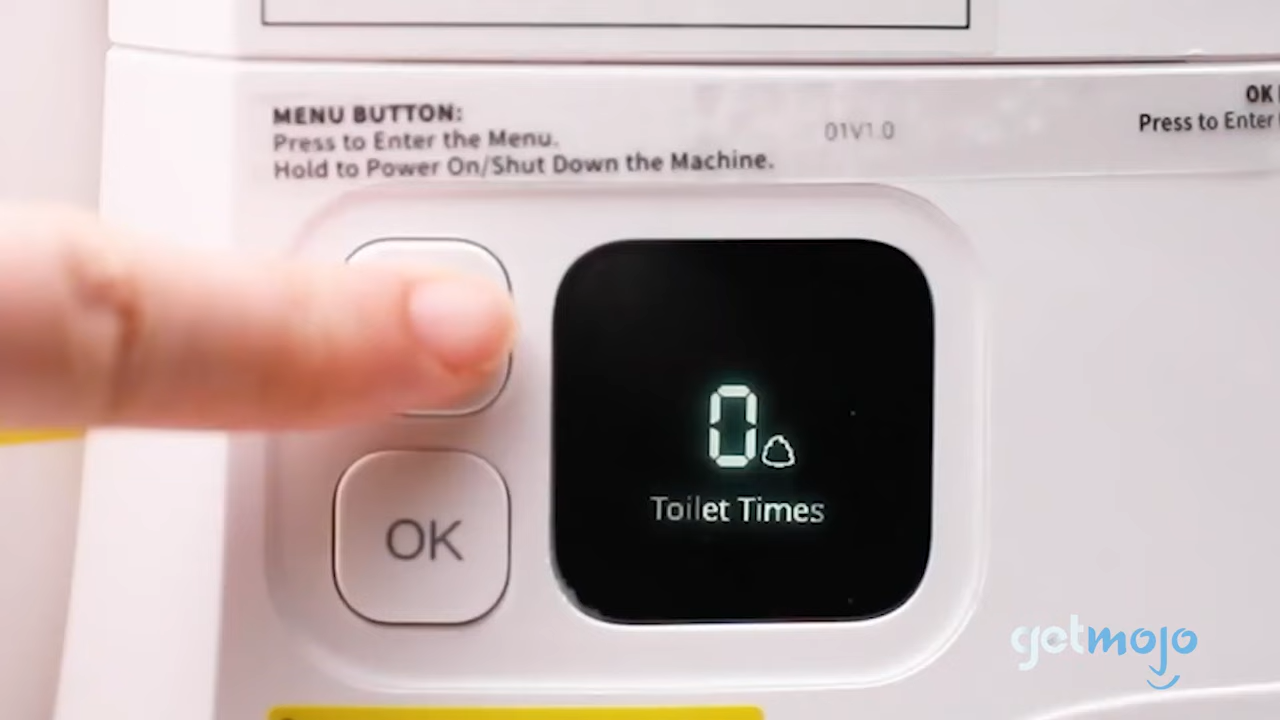 MENU BUTTON:
Press to Enter the Menu.
Hold to Power On/Shut Down the Machine.
01V1.0
OK
Press to Enter
0
Toilet Times
OK
getmojo